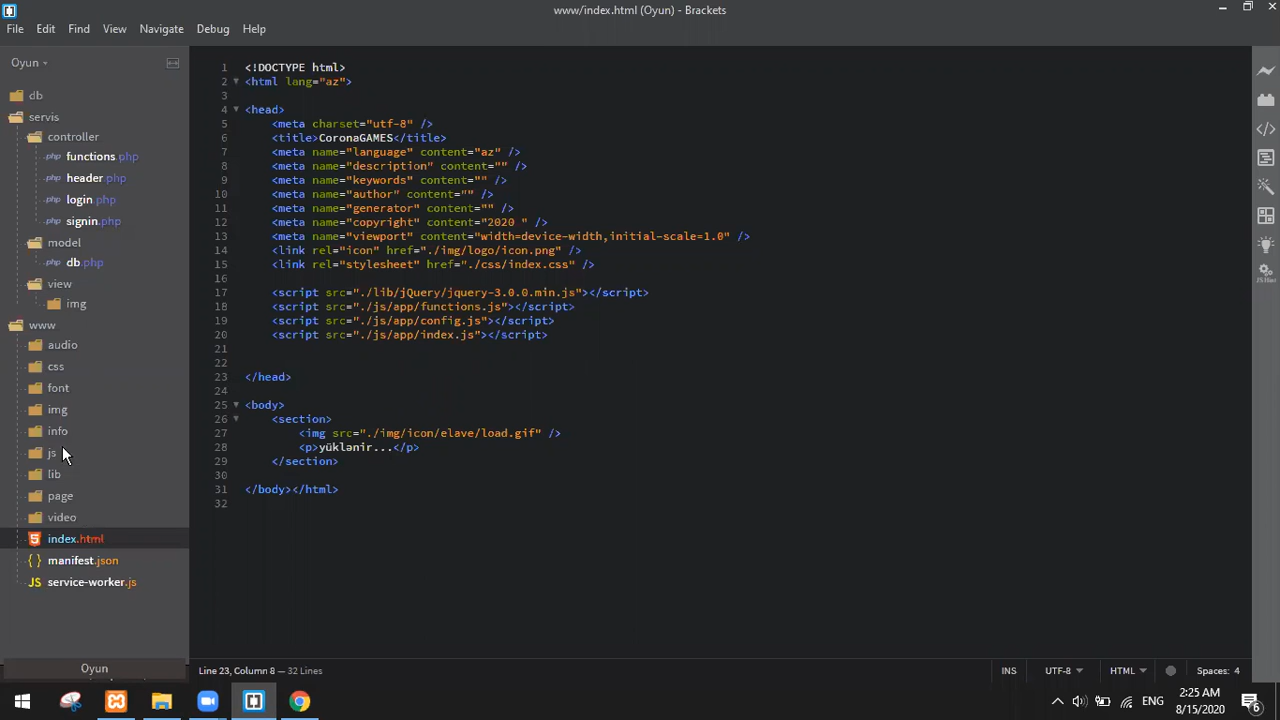 www/index.html (Oyun) - Brackets
File Edit View Find Navigate Debug Help
Oyun
db
servis
controller
functions.php
header.php
login.php
signin.php
model
db.php
view
img
www
audio
css
font
img
info
js
lib
page
video
index.html
manifest.json
service-worker.js
Oyun
1 <!DOCTYPE html>
2 <html lang="az">
3
4 <head>
5 <meta charset="utf-8" />
6 <title>CoronaGAMES</title>
7 <meta name="language" content="az" />
8 <meta name="description" content="" />
9 <meta name="keywords" content="" />
10 <meta name="author" content="" />
11 <meta name="generator" content="" />
12 <meta name="copyright" content="2020 " />
13 <meta name="viewport" content="width=device-width,initial-scale=1.0" />
14 <link rel="icon" href="./img/logo/icon.png" />
15 <link rel="stylesheet" href="./css/index.css" />
16
17 <script src="./lib/jQuery/jquery-3.0.0.min.js"></script>
18 <script src="./js/app/functions.js"></script>
19 <script src="./js/app/config.js"></script>
20 <script src="./js/app/index.js"></script>
21
22
23 </head>
24
25 <body>
26 <section>
27 <img src="./img/icon/elave/load.gif" />
28 <p>yüklənir...</p>
29 </section>
30
31 </body></html>
32
Line 23, Column 8 — 32 Lines
INS UTF-8 HTML Spaces: 4
ENG
2:25 AM
8/15/2020
6